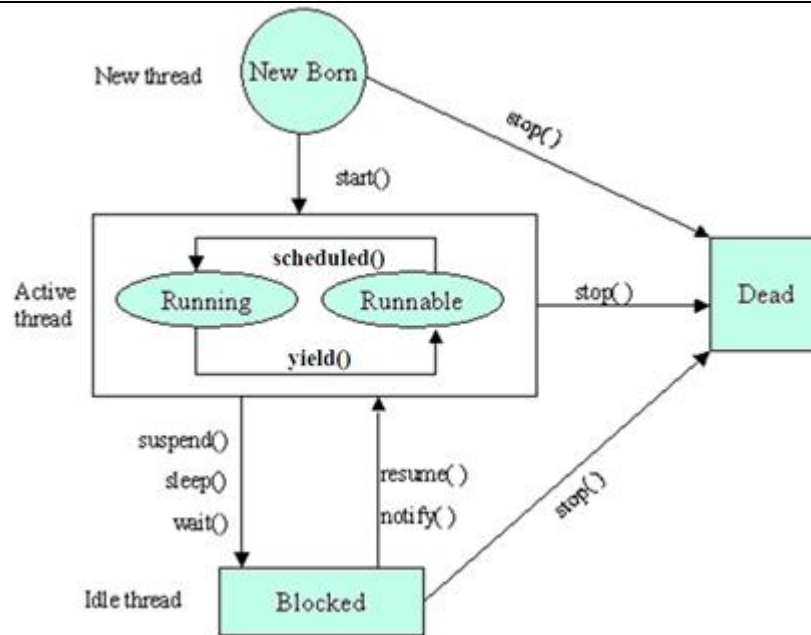 New thread
New Born
stop()
start()
scheduled()
Active
thread
Running
Runnable
stop()
Dead
yield()
suspend()
sleep()
wait()
resume( )
notify( )
stop( )
Idle thread
Blocked